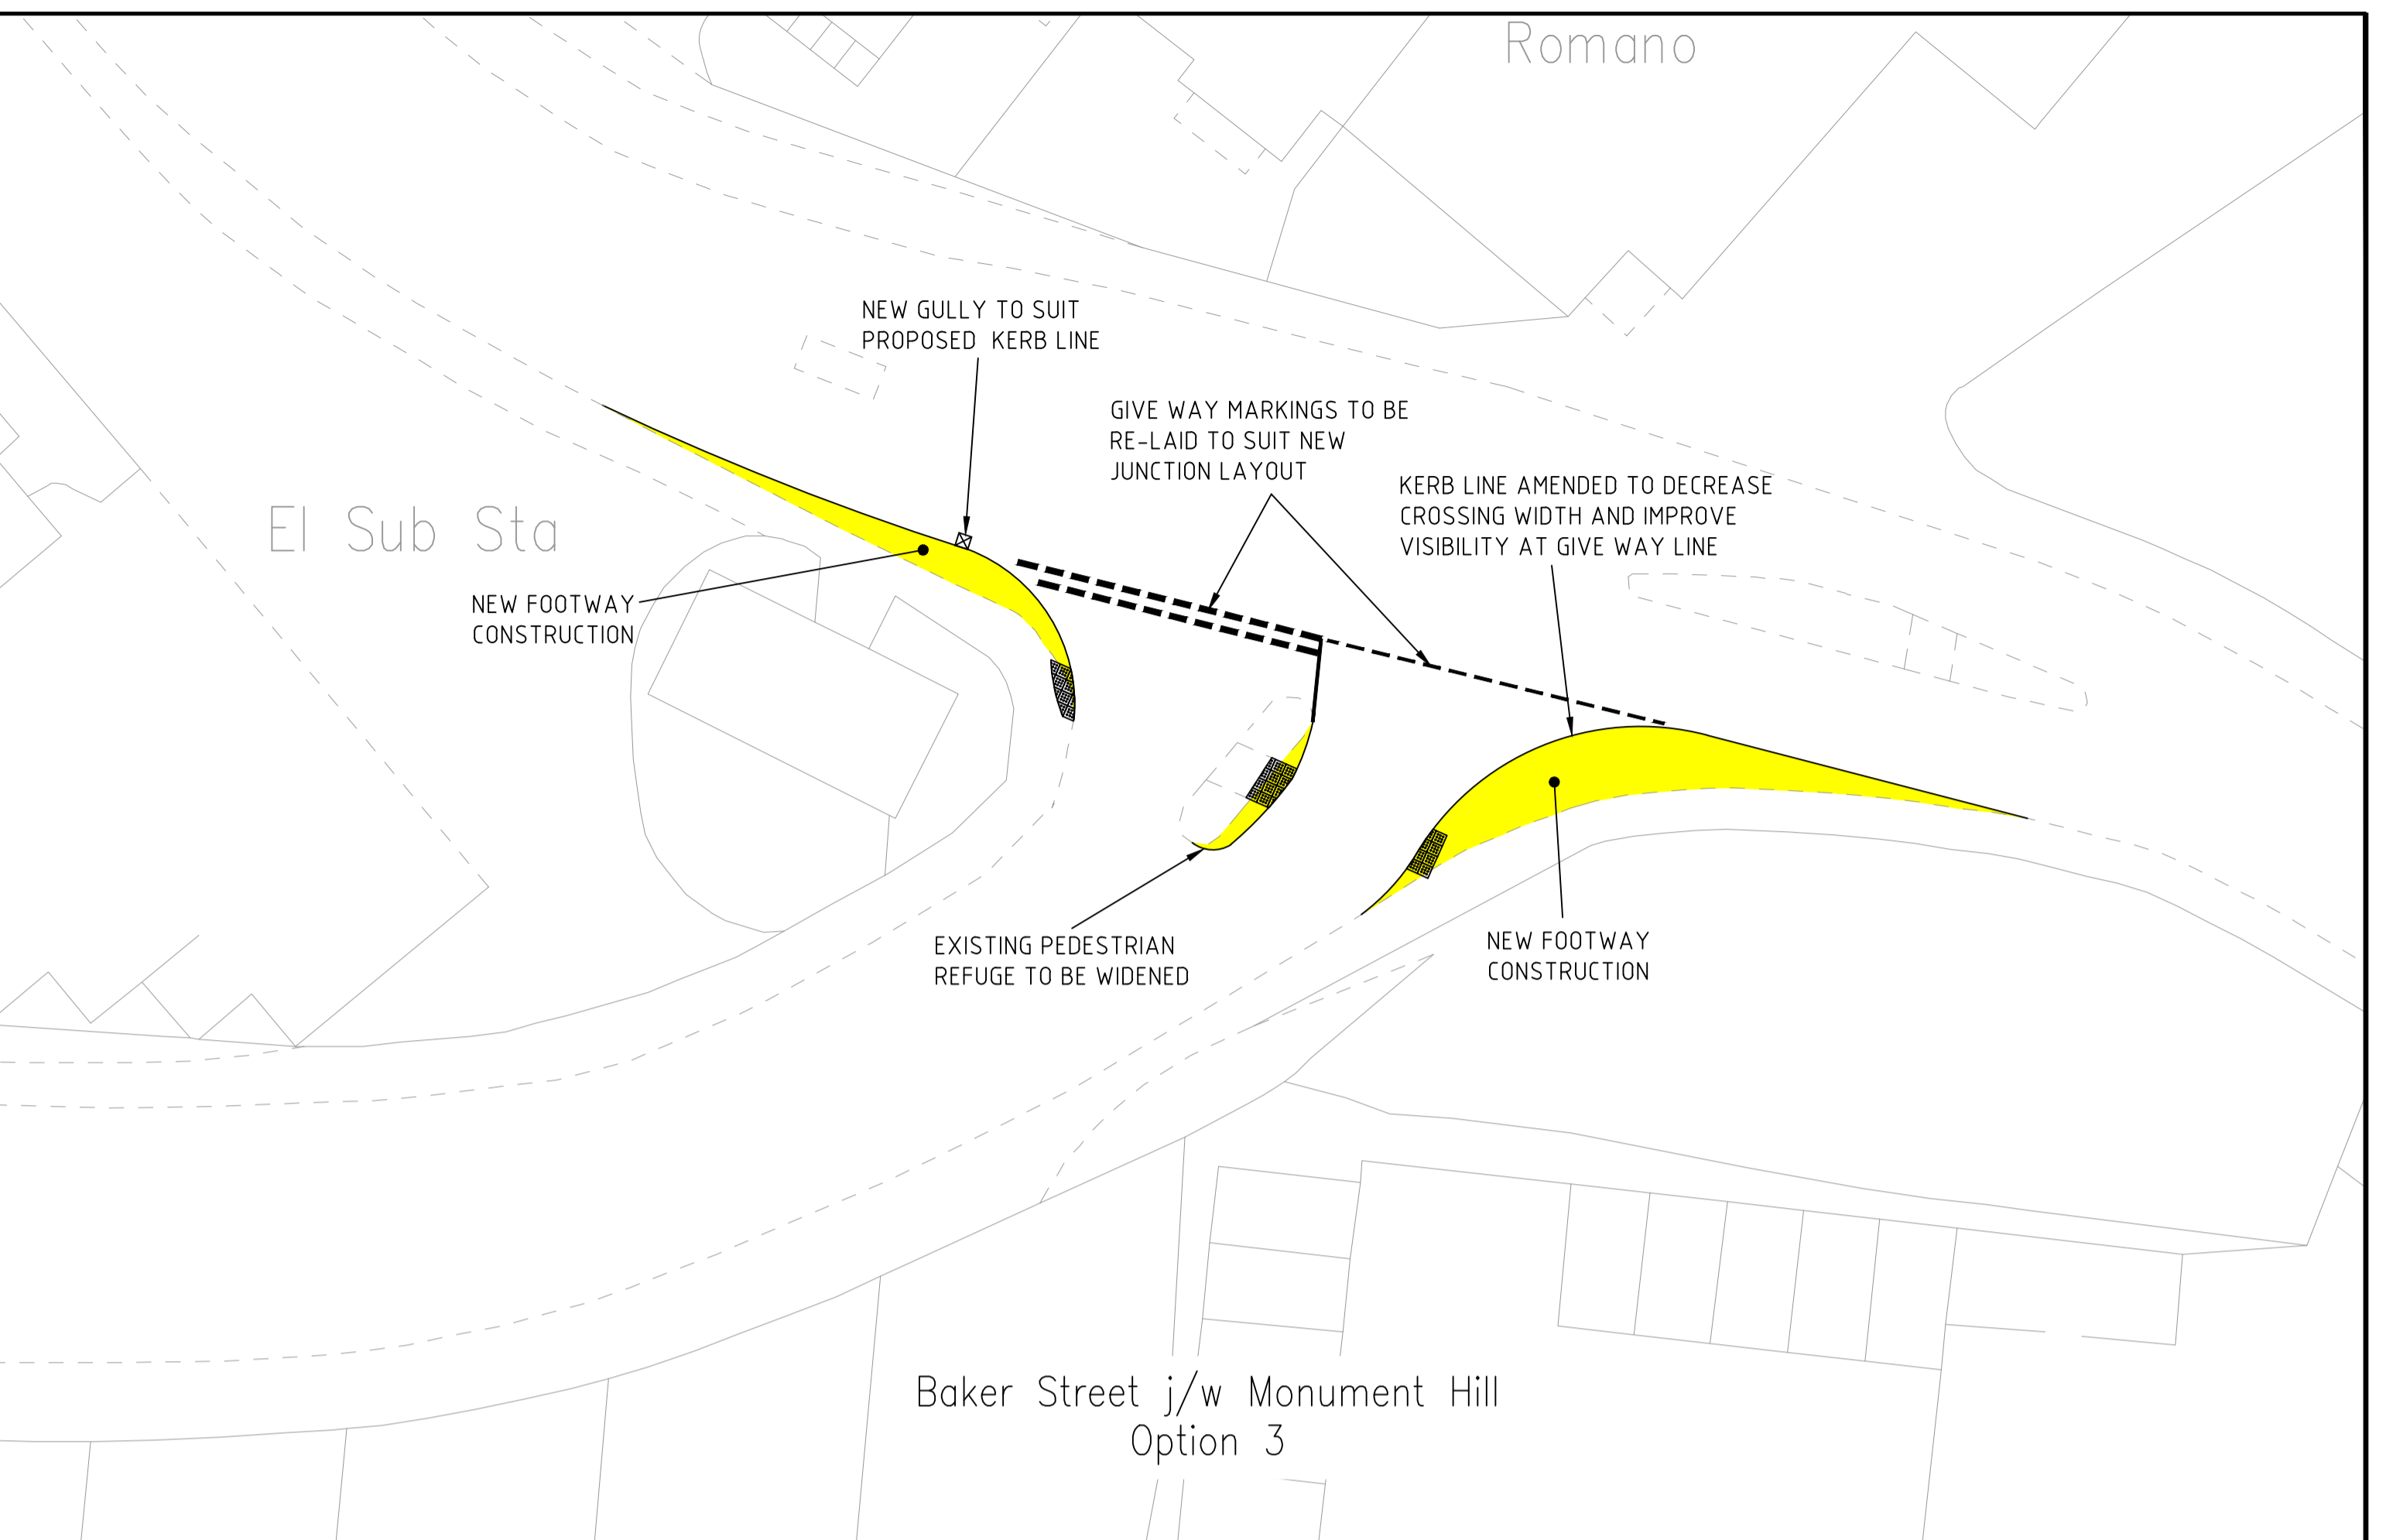 Romano
NEW GULLY TO SUIT
PROPOSED KERB LINE
GIVE WAY MARKINGS TO BE
RE-LAID TO SUIT NEW
JUNCTION LAYOUT
KERB LINE AMENDED TO DECREASE
CROSSING WIDTH AND IMPROVE
VISIBILITY AT GIVE WAY LINE
El Sub Sta
NEW FOOTWAY
CONSTRUCTION
EXISTING PEDESTRIAN
REFUGE TO BE WIDENED
NEW FOOTWAY
CONSTRUCTION
Baker Street j/w Monument Hill
Option 3